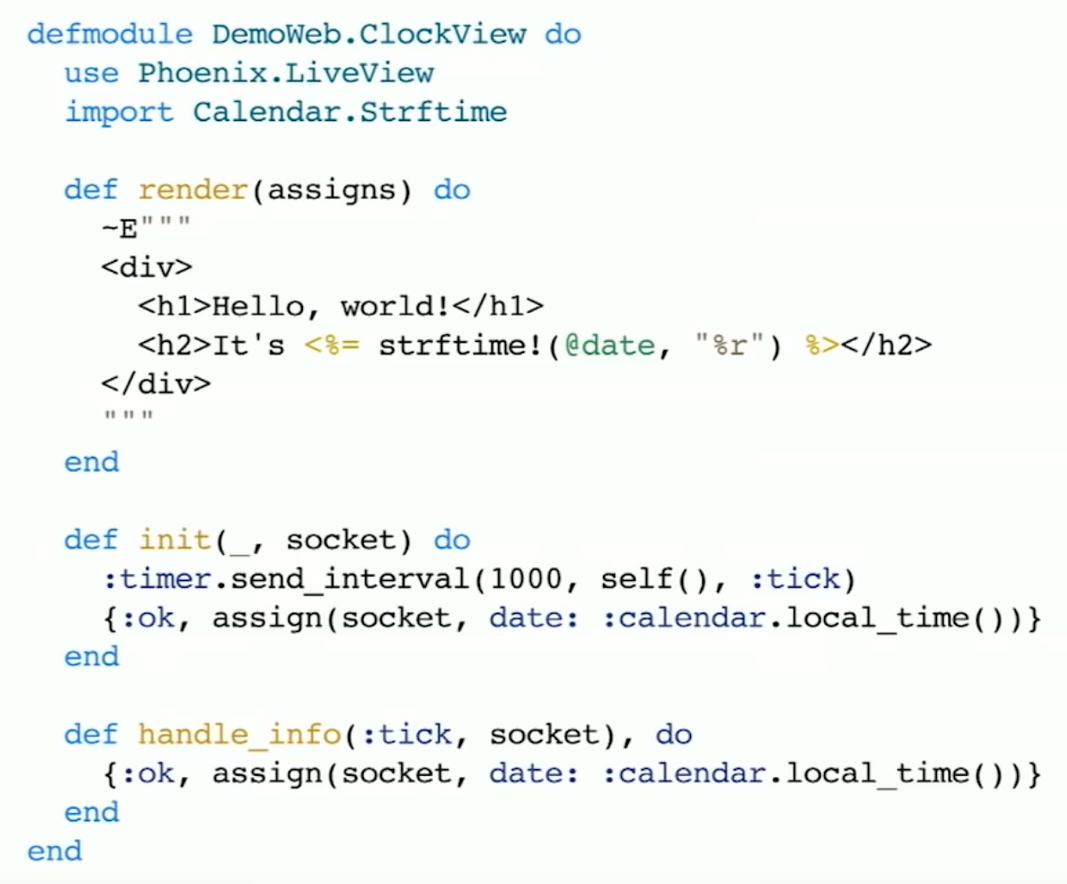 defmodule DemoWeb.ClockView do
  use Phoenix.LiveView
  import Calendar.Strftime

  def render(assigns) do
    ~E"""
    <div>
      <h1>Hello, world!</h1>
      <h2>It's <%= strftime!(@date, "%r") %></h2>
    </div>
    """
  end

  def init(_, socket) do
    :timer.send_interval(1000, self(), :tick)
    {:ok, assign(socket, date: :calendar.local_time())}
  end

  def handle_info(:tick, socket), do
    {:ok, assign(socket, date: :calendar.local_time())}
  end
end